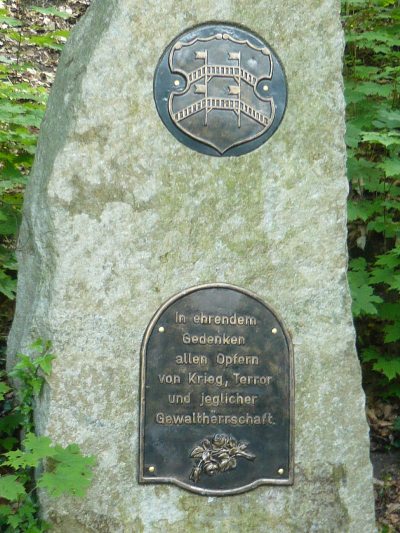 In ehrendem
Gedenken
allen Opfern
von Krieg, Terror
und jeglicher
Gewaltherrschaft.